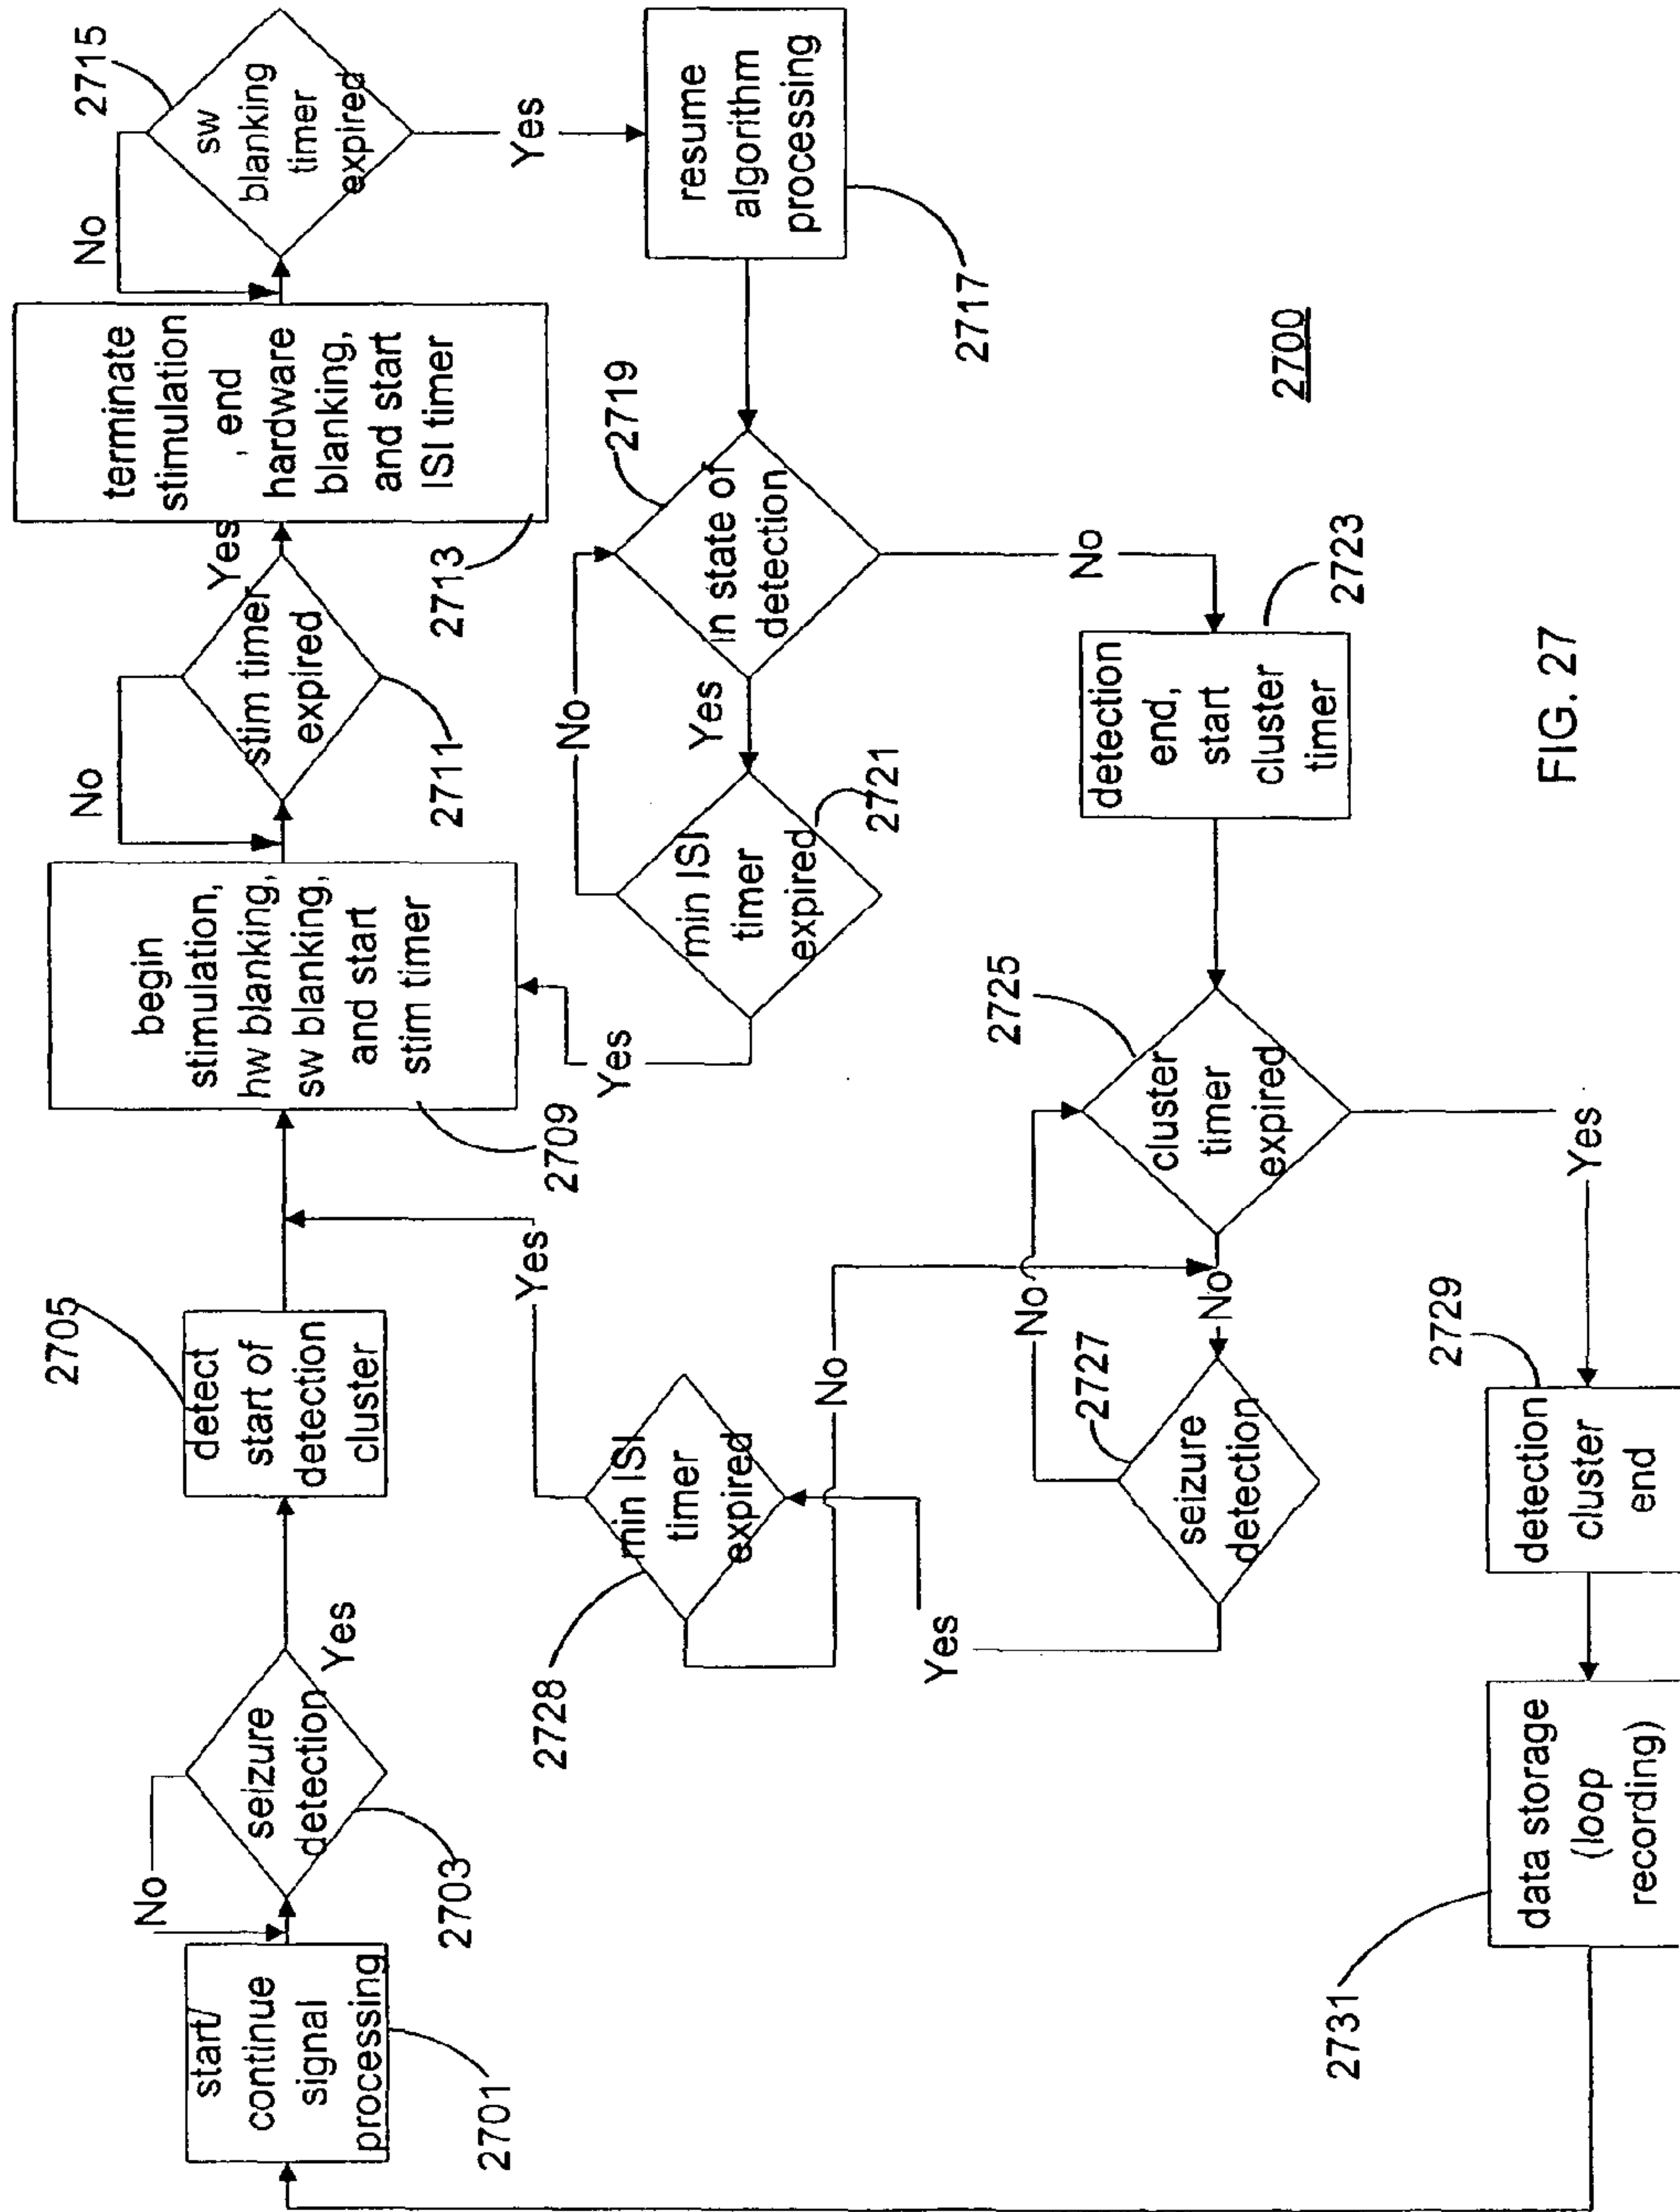 start/
continue
signal
processing
2701
No
seizure
detection
Yes
2703
2705
detect
start of
detection
cluster
begin
stimulation,
hw blanking,
sw blanking,
and start
stim timer
2709
No
stim timer
expired
Yes
2711
terminate
stimulation
, end
hardware
blanking,
and start
ISI timer
2713
No
sw
blanking
timer
expired
2715
Yes
resume
algorithm
processing
2717
In state of
detection
2719
No
Yes
min ISI
timer
expired
2721
No
Yes
detection
end,
start
cluster
timer
2723
cluster
timer
expired
2725
No
Yes
seizure
detection
2727
No
Yes
min ISI
timer
expired
2728
Yes
No
detection
cluster
end
2729
data storage
(loop
recording)
2731
2700
FIG. 27